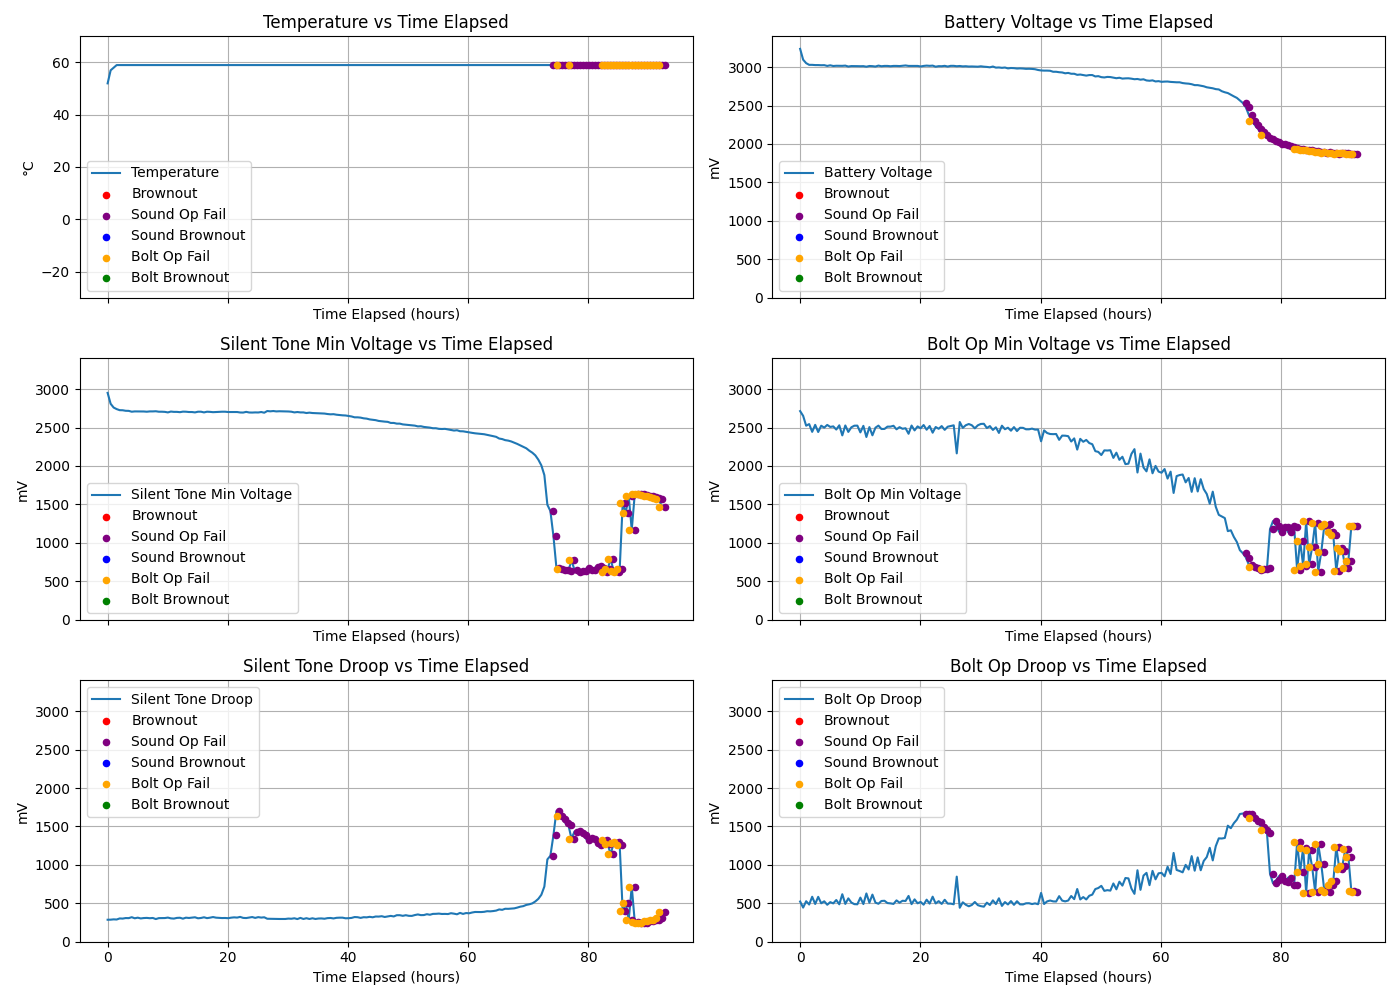 Temperature vs Time Elapsed
60
40
20
0
−20
°C
Temperature
Brownout
Sound Op Fail
Sound Brownout
Bolt Op Fail
Bolt Brownout
Time Elapsed (hours)
Battery Voltage vs Time Elapsed
3000
2500
2000
1500
1000
500
0
mV
Battery Voltage
Brownout
Sound Op Fail
Sound Brownout
Bolt Op Fail
Bolt Brownout
Time Elapsed (hours)
Silent Tone Min Voltage vs Time Elapsed
3000
2500
2000
1500
1000
500
0
mV
Silent Tone Min Voltage
Brownout
Sound Op Fail
Sound Brownout
Bolt Op Fail
Bolt Brownout
Time Elapsed (hours)
Bolt Op Min Voltage vs Time Elapsed
3000
2500
2000
1500
1000
500
0
mV
Bolt Op Min Voltage
Brownout
Sound Op Fail
Sound Brownout
Bolt Op Fail
Bolt Brownout
Time Elapsed (hours)
Silent Tone Droop vs Time Elapsed
3000
2500
2000
1500
1000
500
0
mV
Silent Tone Droop
Brownout
Sound Op Fail
Sound Brownout
Bolt Op Fail
Bolt Brownout
0 20 40 60 80
Time Elapsed (hours)
Bolt Op Droop vs Time Elapsed
3000
2500
2000
1500
1000
500
0
mV
Bolt Op Droop
Brownout
Sound Op Fail
Sound Brownout
Bolt Op Fail
Bolt Brownout
0 20 40 60 80
Time Elapsed (hours)